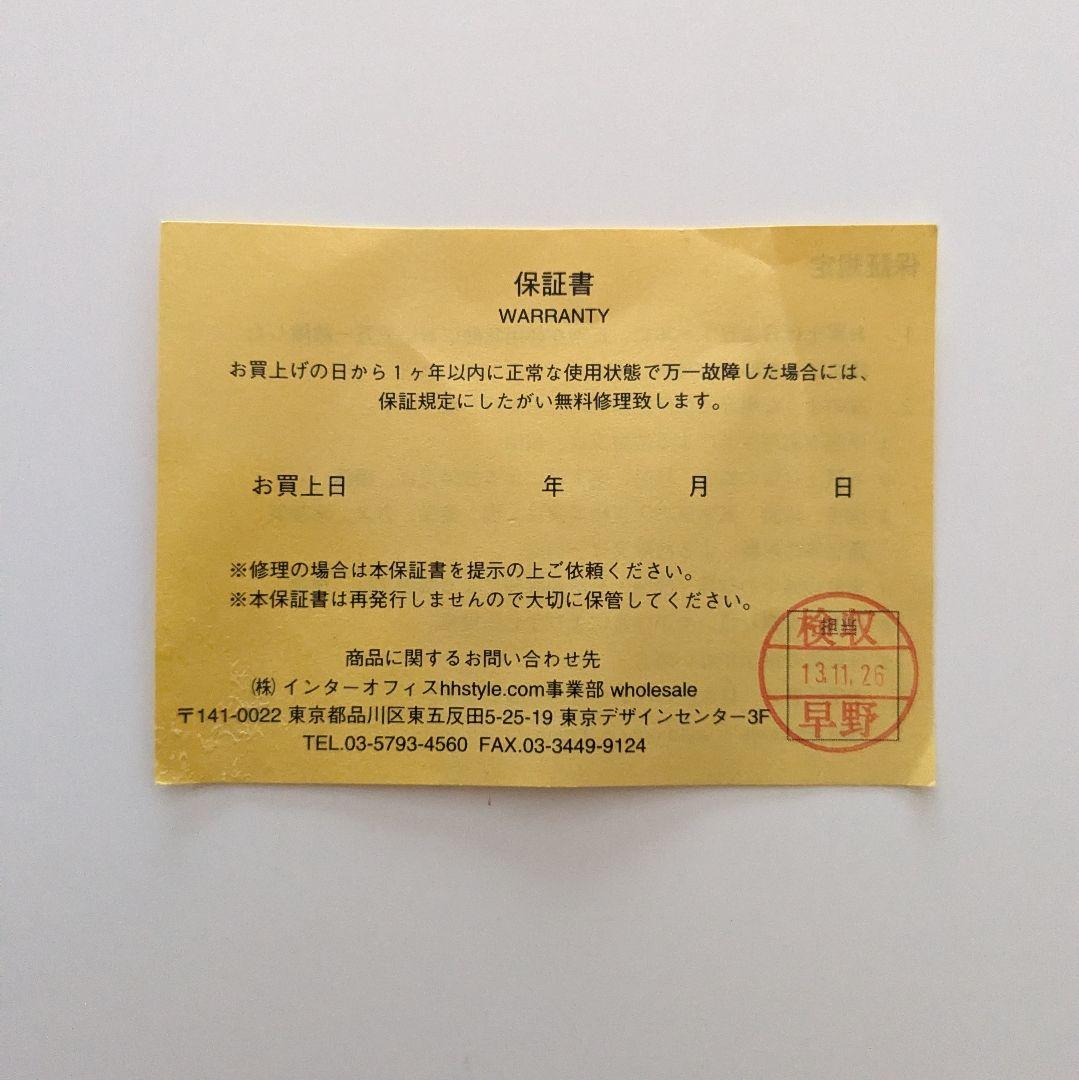 保証書
WARRANTY
お買上げの日から1ヶ年以内に正常な使用状態で万一故障した場合には、
保証規定にしたがい無料修理致します。
お買上日 年 月 日
※修理の場合は本保証書を提示の上ご依頼ください。
※本保証書は再発行しませんので大切に保管してください。
商品に関するお問い合わせ先
㈱ インターオフィスhhstyle.com事業部 wholesale
〒141-0022 東京都品川区東五反田5-25-19 東京デザインセンター3F
TEL.03-5793-4560 FAX.03-3449-9124
担当
検収
13.11.26
早野
保証規定